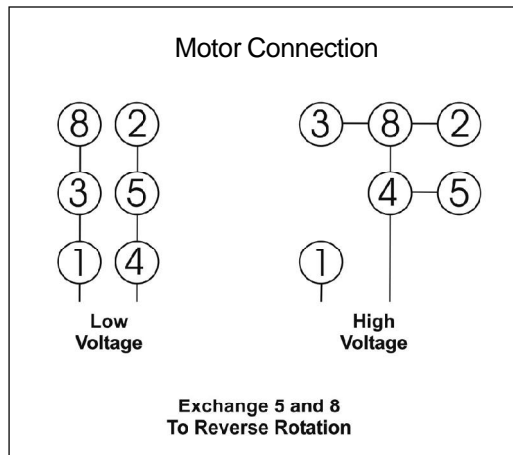 Motor Connection
8 2 3 8 2
3 5 4 5
1 4 1
Low High
Voltage Voltage
Exchange 5 and 8
To Reverse Rotation